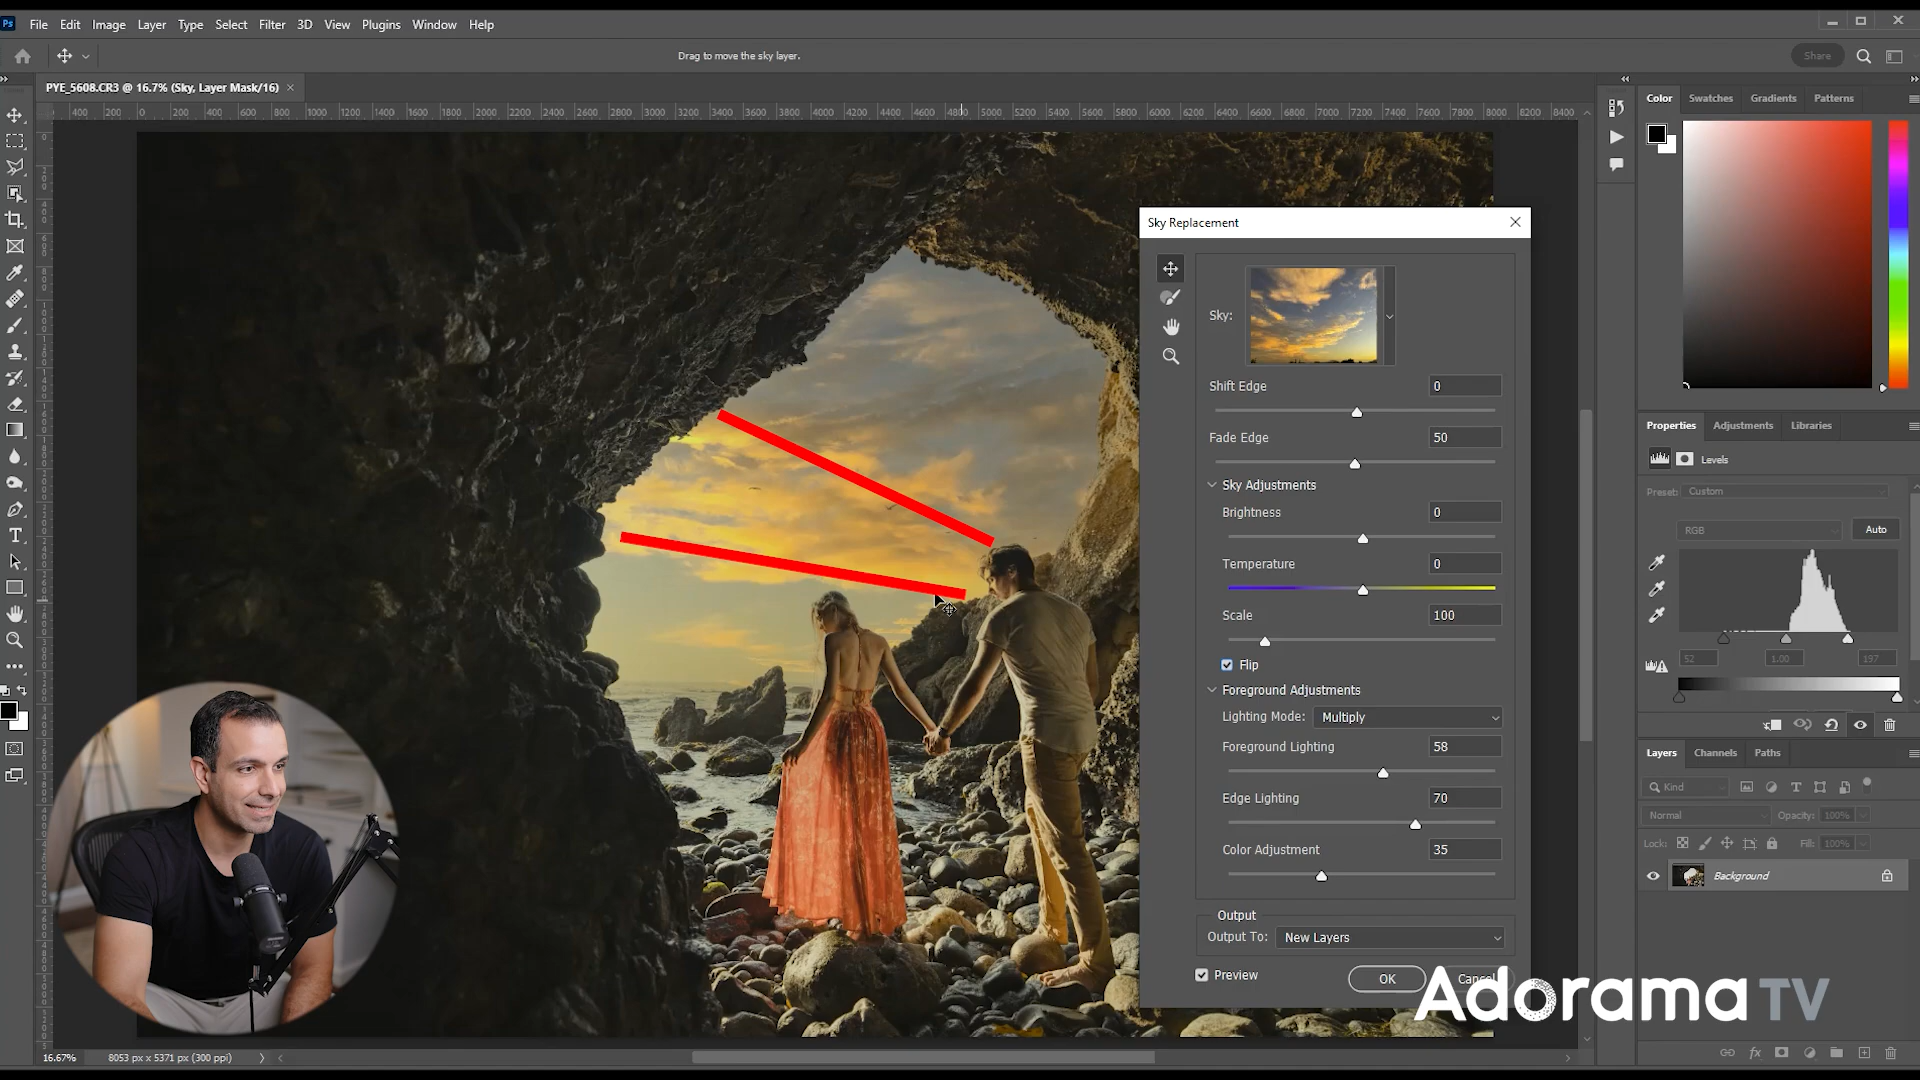 Ps File Edit Image Layer Type Select Filter 3D View Plugins Window Help
Drag to move the sky layer.
Share
PYE_5608.CR3 @ 16.7% (Sky, Layer Mask/16)
400 200 0 200 400 600 800 1000 1200 1400 1600 1800 2000 2200 2400 2600 2800 3000 3200 3400 3600 3800 4000 4200 4400 4600 4800 5000 5200 5400 5600 5800 6000 6200 6400 6600 6800 7000 7200 7400 7600 7800 8000 8200 8400
Color Swatches Gradients Patterns
Sky Replacement
Sky:
Shift Edge 0
Fade Edge 50
Sky Adjustments
Brightness 0
Temperature 0
Scale 100
Flip
Foreground Adjustments
Lighting Mode: Multiply
Foreground Lighting 58
Edge Lighting 70
Color Adjustment 35
Output
Output To: New Layers
Preview
OK
Cancel
Properties Adjustments Libraries
Levels
Preset: Custom
RGB
Auto
52 1.00 197
Layers Channels Paths
Kind
Normal Opacity: 100%
Lock: Fill: 100%
Background
Adorama TV
16.67% 8053 px x 5371 px (300 ppi)